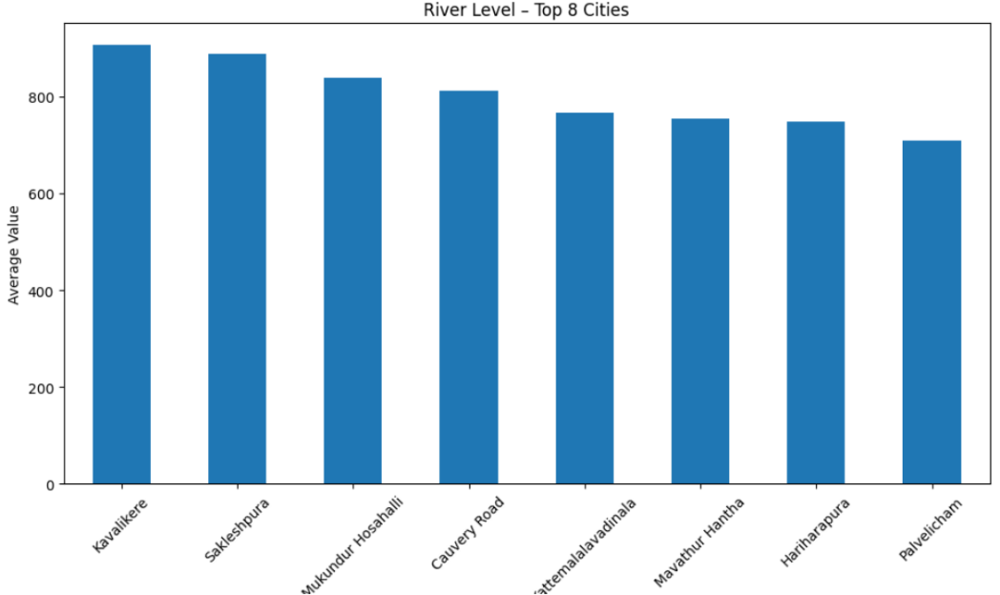 River Level – Top 8 Cities
Average Value
800
600
400
200
0
Kavalikere
Sakleshpura
Mukundur Hosahalli
Cauvery Road
Mavathur Hantha
Hariharapura
Palvelicham